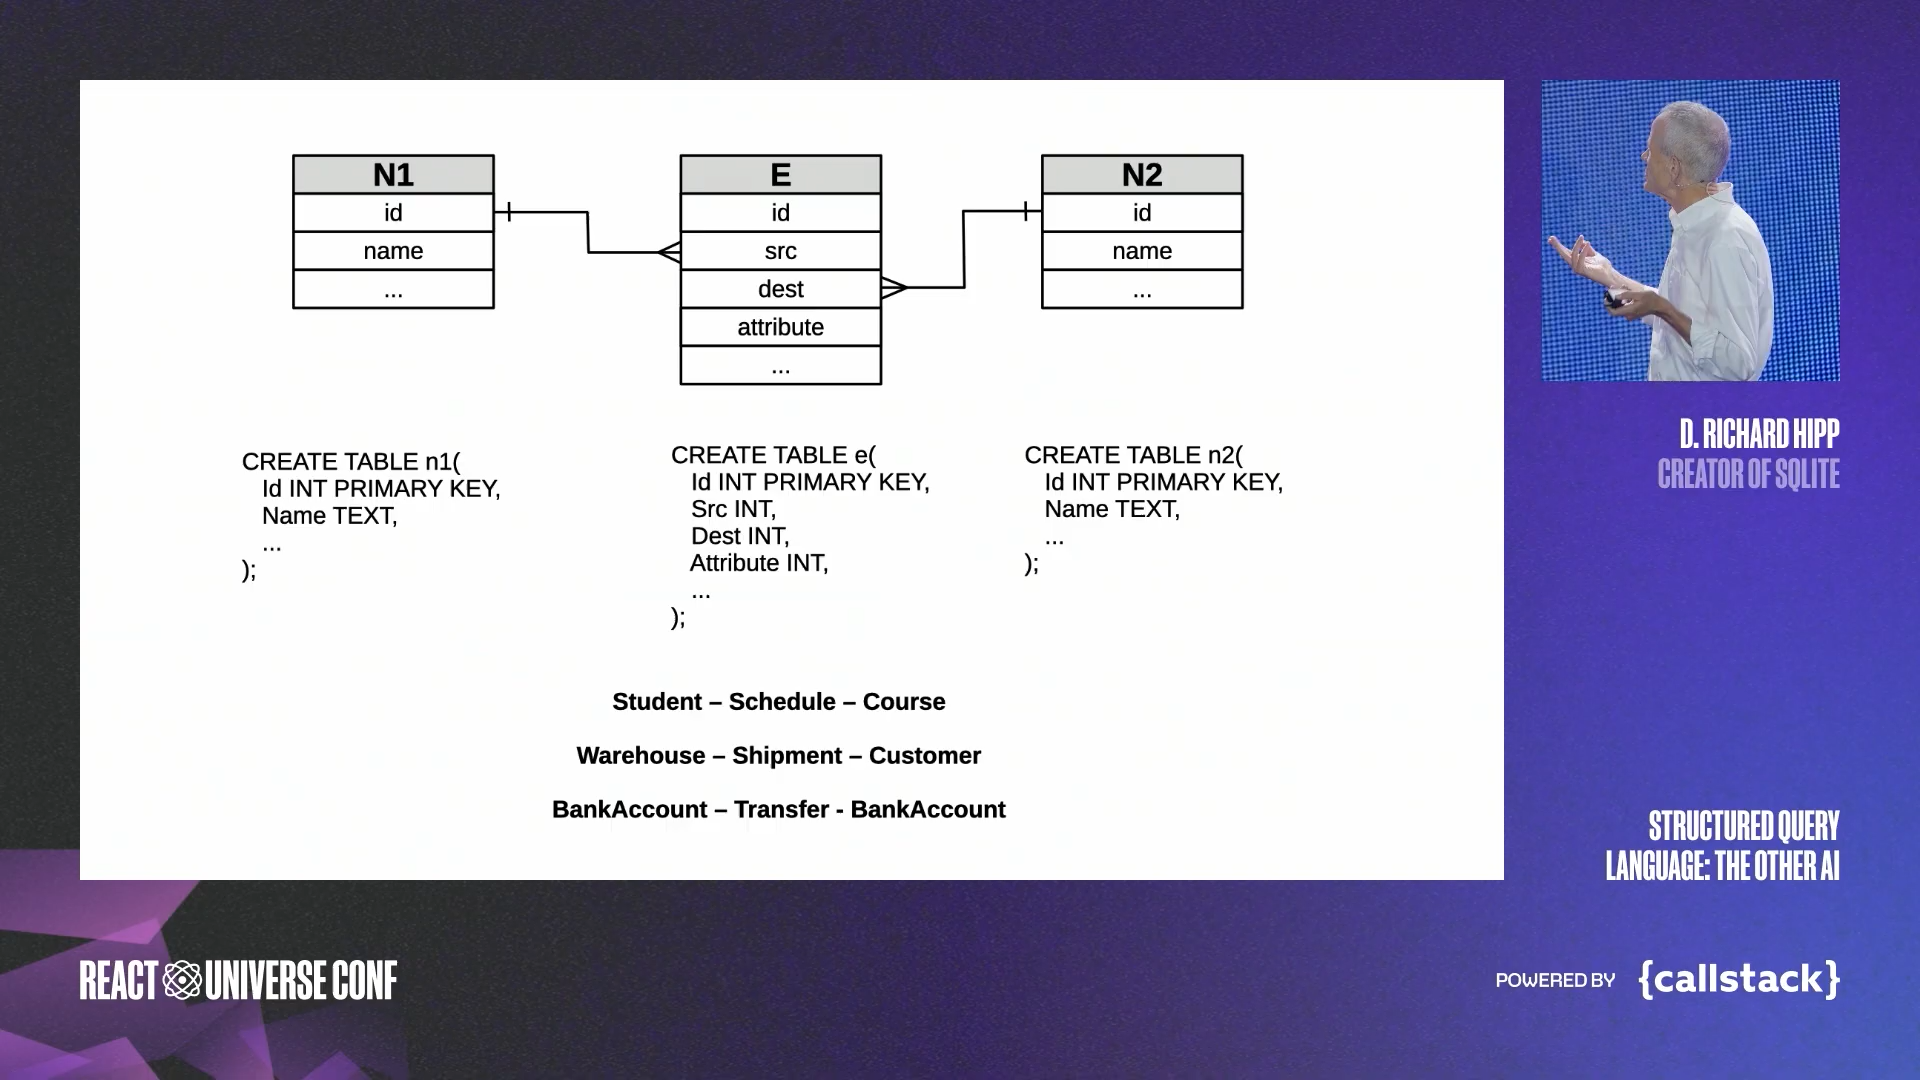 N1
id
name
...
E
id
src
dest
attribute
...
N2
id
name
...
CREATE TABLE n1(
Id INT PRIMARY KEY,
Name TEXT,
...
);
CREATE TABLE e(
Id INT PRIMARY KEY,
Src INT,
Dest INT,
Attribute INT,
...
);
CREATE TABLE n2(
Id INT PRIMARY KEY,
Name TEXT,
...
);
Student – Schedule – Course
Warehouse – Shipment – Customer
BankAccount – Transfer - BankAccount
D. RICHARD HIPP
CREATOR OF SQLITE
STRUCTURED QUERY
LANGUAGE: THE OTHER AI
REACT UNIVERSE CONF
POWERED BY {callstack}